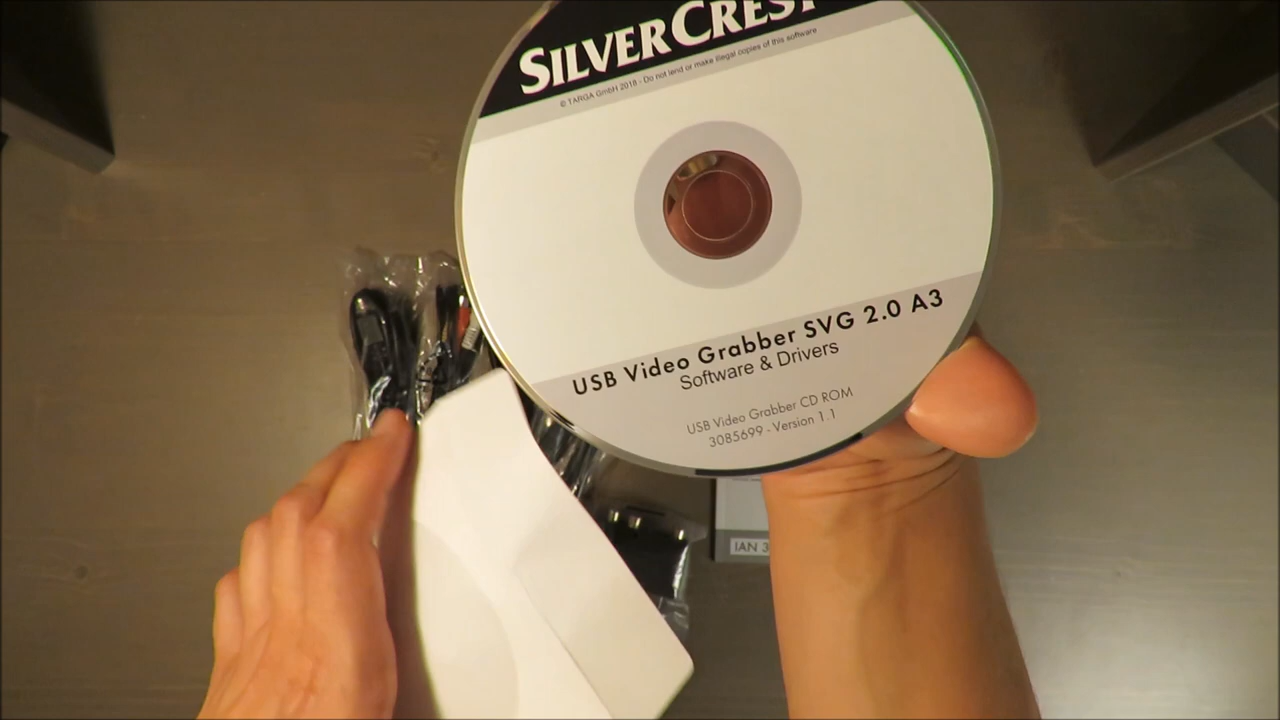 SILVERCREST
© TARGA GmbH 2018 - Do not lend or make illegal copies of this software
USB Video Grabber SVG 2.0 A3
Software & Drivers
USB Video Grabber CD ROM
3085699 - Version 1.1
IAN 3